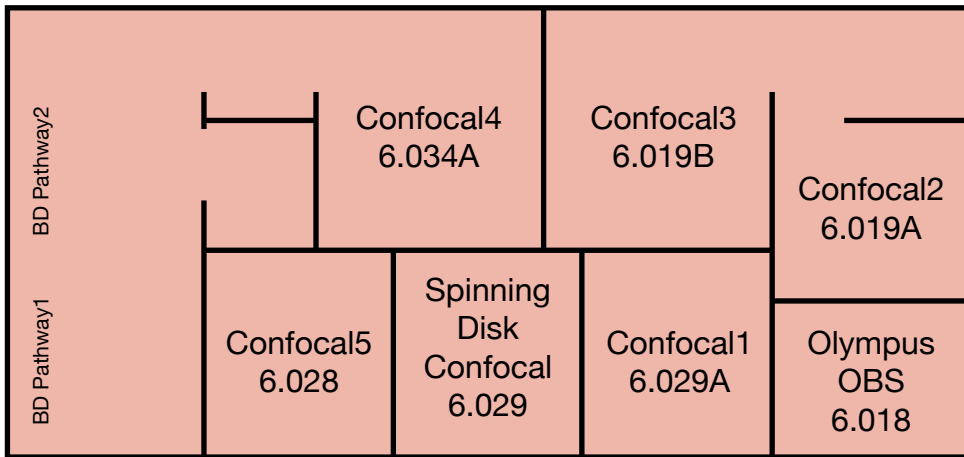 BD Pathway2
BD Pathway1
Confocal4
6.034A
Confocal3
6.019B
Confocal2
6.019A
Confocal5
6.028
Spinning
Disk
Confocal
6.029
Confocal1
6.029A
Olympus
OBS
6.018